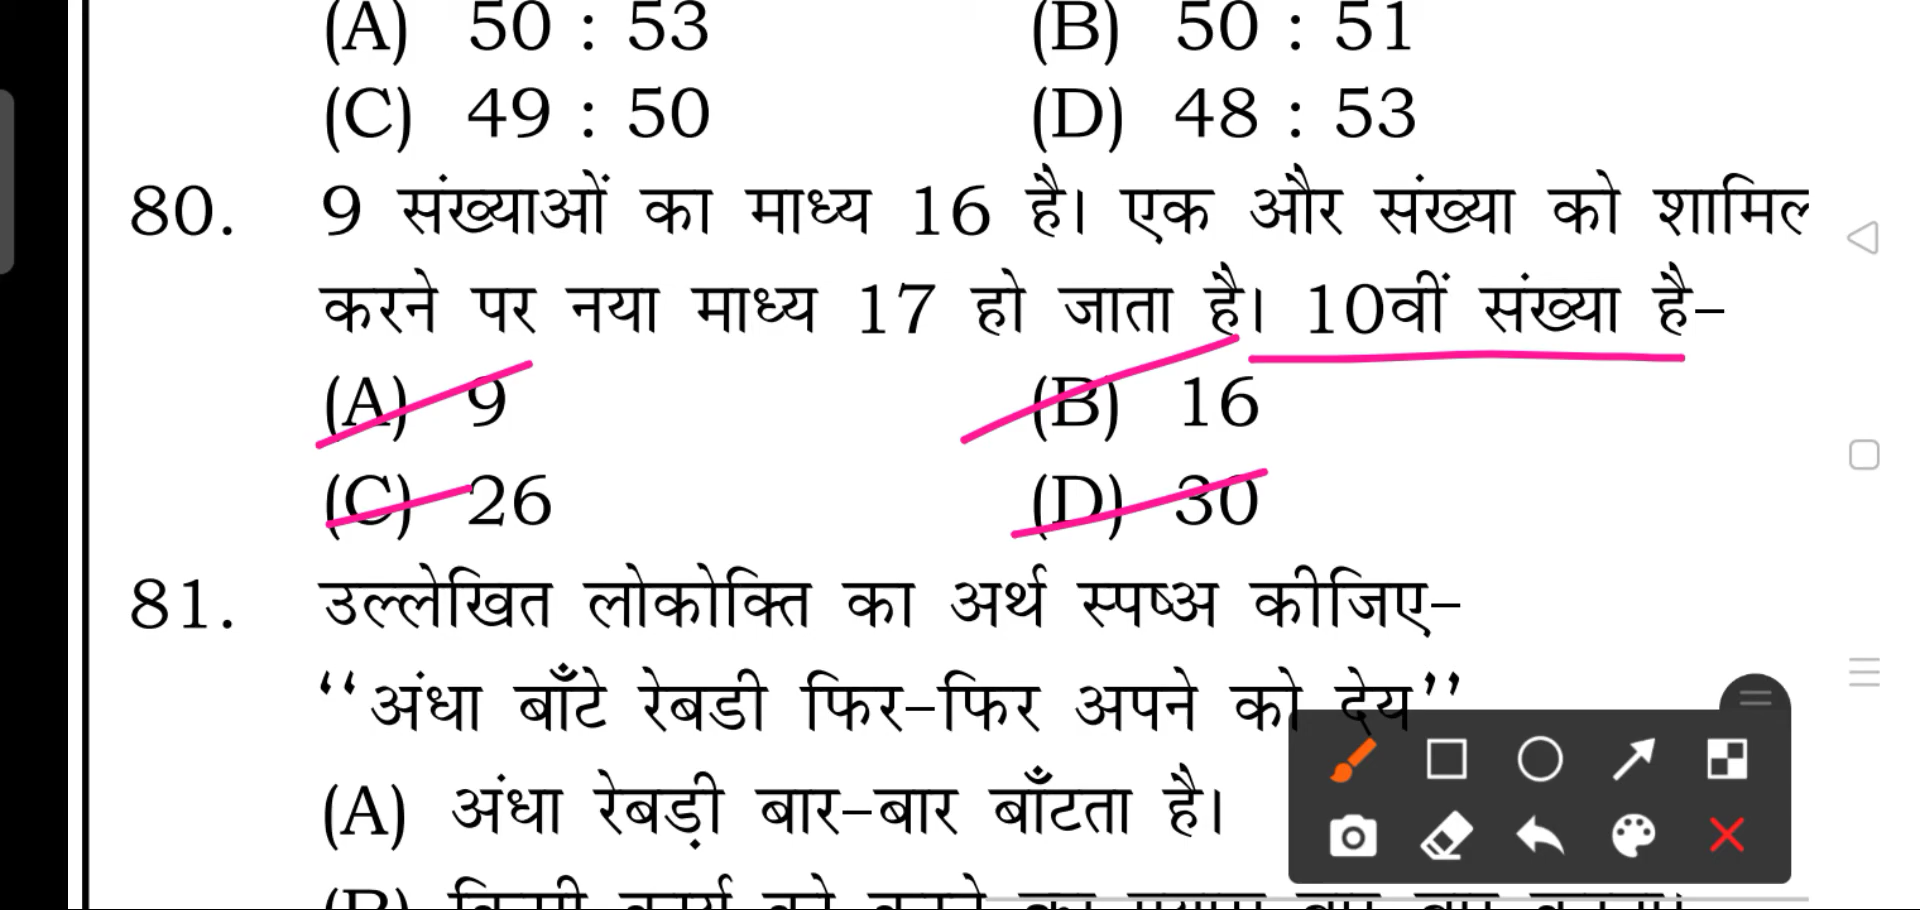 (A) 50 : 53 (B) 50 : 51
(C) 49 : 50 (D) 48 : 53
80. 9 संख्याओं का माध्य 16 है। एक और संख्या को शामिल
करने पर नया माध्य 17 हो जाता है। 10वीं संख्या है–
(A) 9 (B) 16
(C) 26 (D) 30
81. उल्लेखित लोकोक्ति का अर्थ स्पष्अ कीजिए–
‘‘अंधा बाँटे रेबडी फिर–फिर अपने को देय’’
(A) अंधा रेबड़ी बार–बार बाँटता है।
(B)